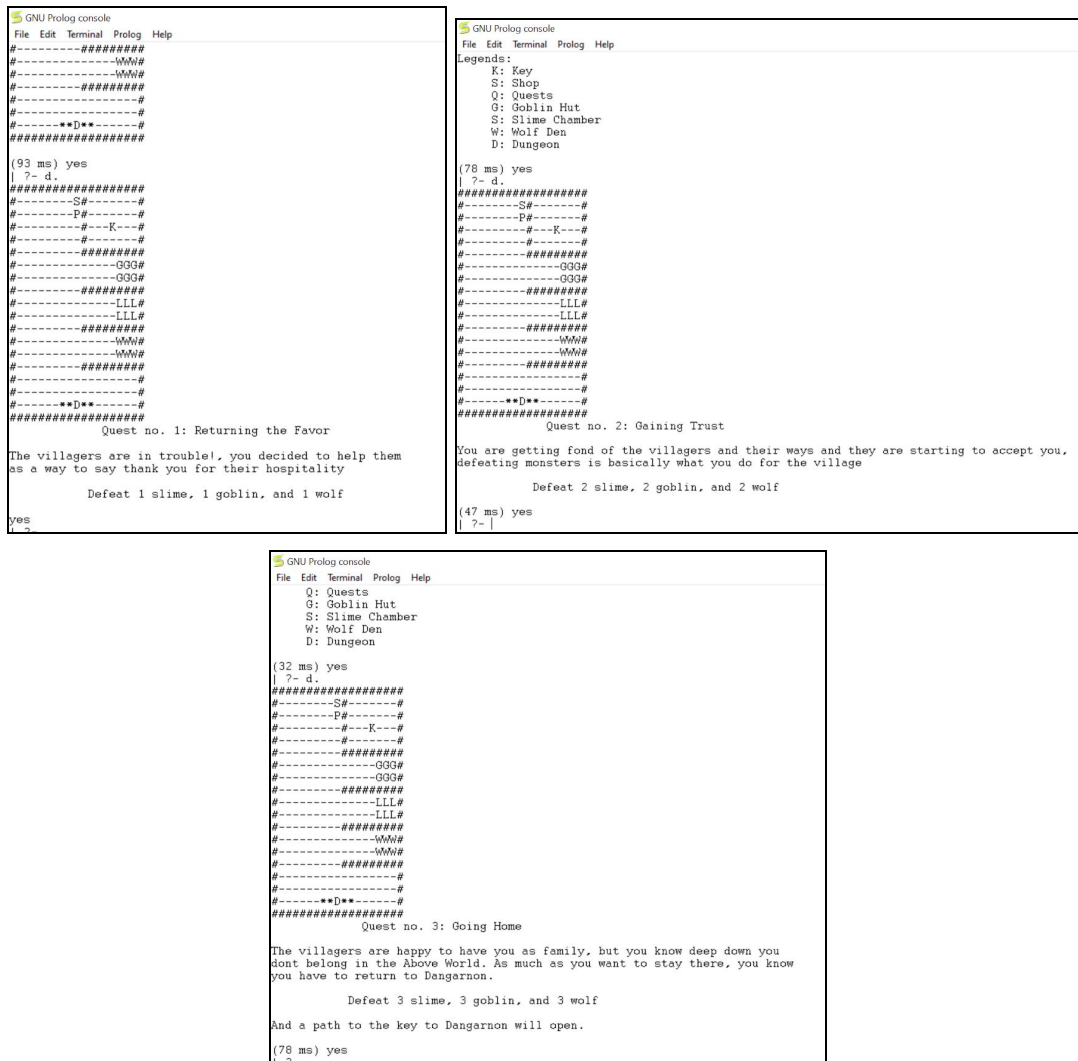 GNU Prolog console
File Edit Terminal Prolog Help
#---------#########
#--------------WWW#
#--------------WWW#
#---------#########
#-----------------#
#-----------------#
#------**D**------#
###################
(93 ms) yes
| ?- d.
###################
#--------S#-------#
#--------P#-------#
#---------#---K---#
#---------#-------#
#---------#########
#--------------GGG#
#--------------GGG#
#---------#########
#--------------LLL#
#--------------LLL#
#---------#########
#--------------WWW#
#--------------WWW#
#---------#########
#-----------------#
#-----------------#
#------**D**------#
###################
Quest no. 1: Returning the Favor
The villagers are in trouble!, you decided to help them
as a way to say thank you for their hospitality
Defeat 1 slime, 1 goblin, and 1 wolf
yes
| ?-
GNU Prolog console
File Edit Terminal Prolog Help
Legends:
K: Key
S: Shop
Q: Quests
G: Goblin Hut
S: Slime Chamber
W: Wolf Den
D: Dungeon
(78 ms) yes
| ?- d.
###################
#--------S#-------#
#--------P#-------#
#---------#---K---#
#---------#-------#
#---------#########
#--------------GGG#
#--------------GGG#
#---------#########
#--------------LLL#
#--------------LLL#
#---------#########
#--------------WWW#
#--------------WWW#
#---------#########
#-----------------#
#-----------------#
#------**D**------#
###################
Quest no. 2: Gaining Trust
You are getting fond of the villagers and their ways and they are starting to accept you,
defeating monsters is basically what you do for the village
Defeat 2 slime, 2 goblin, and 2 wolf
(47 ms) yes
| ?- |
GNU Prolog console
File Edit Terminal Prolog Help
Q: Quests
G: Goblin Hut
S: Slime Chamber
W: Wolf Den
D: Dungeon
(32 ms) yes
| ?- d.
###################
#--------S#-------#
#--------P#-------#
#---------#---K---#
#---------#-------#
#---------#########
#--------------GGG#
#--------------GGG#
#---------#########
#--------------LLL#
#--------------LLL#
#---------#########
#--------------WWW#
#--------------WWW#
#---------#########
#-----------------#
#-----------------#
#------**D**------#
###################
Quest no. 3: Going Home
The villagers are happy to have you as family, but you know deep down you
dont belong in the Above World. As much as you want to stay there, you know
you have to return to Dangarnon.
Defeat 3 slime, 3 goblin, and 3 wolf
And a path to the key to Dangarnon will open.
(78 ms) yes
| ?